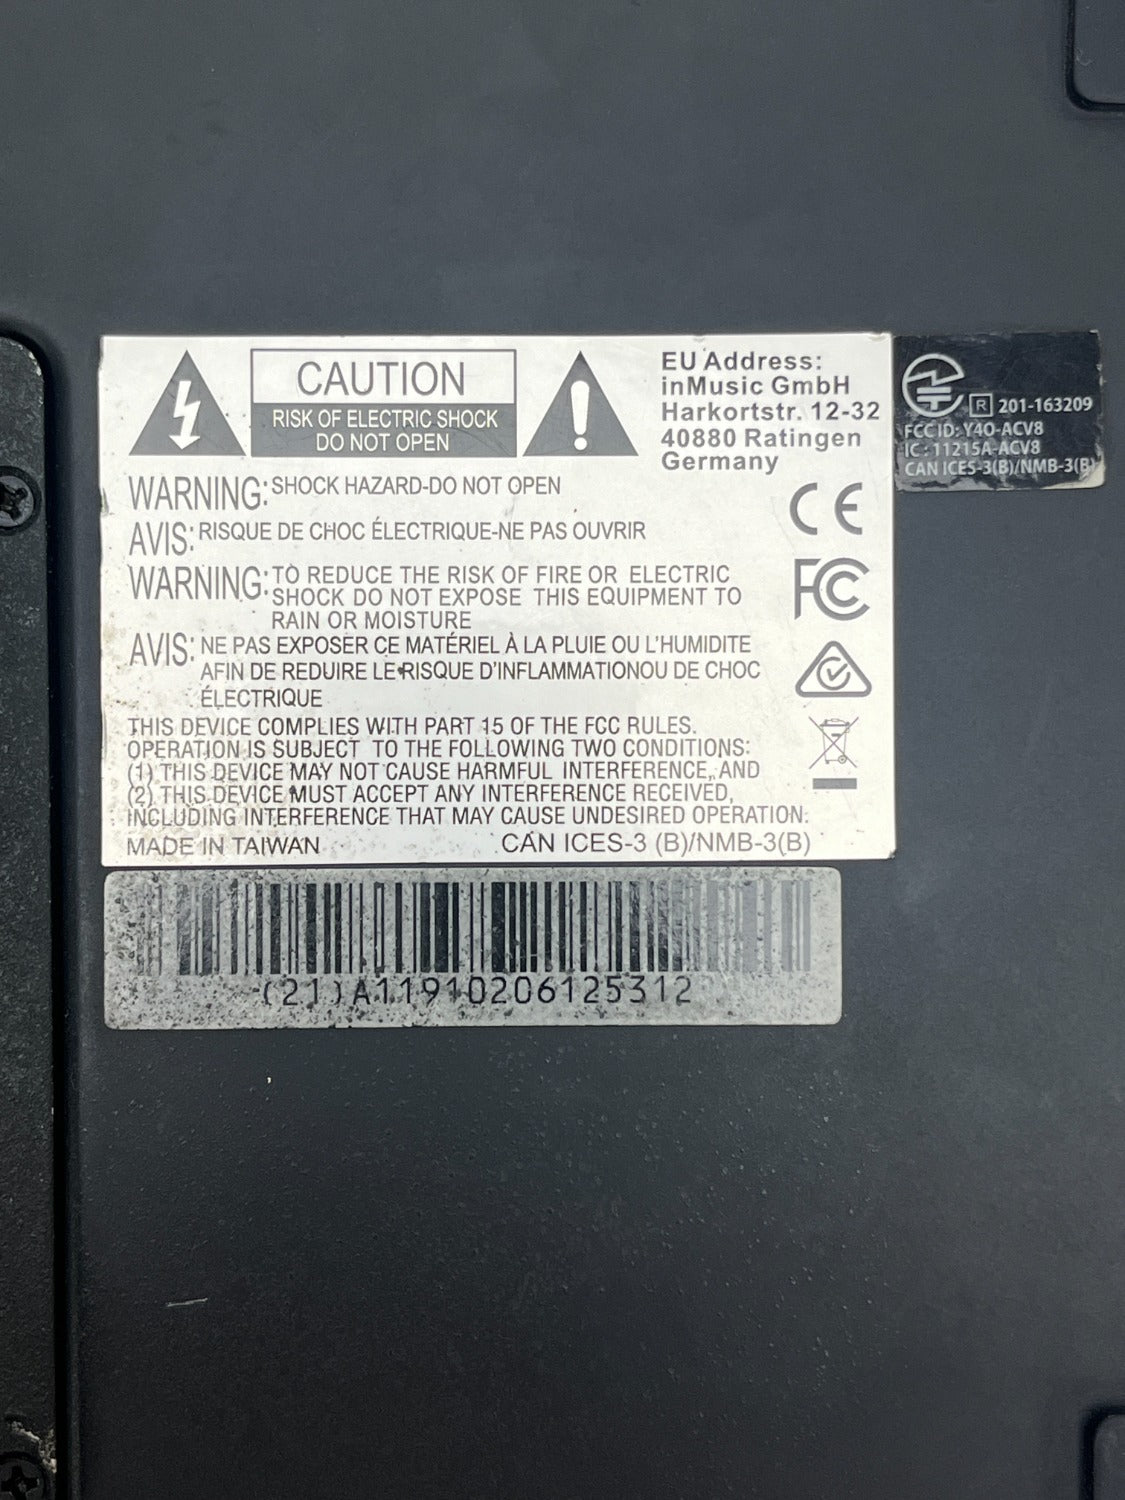 CAUTION
RISK OF ELECTRIC SHOCK
DO NOT OPEN
EU Address:
inMusic GmbH
Harkortstr. 12-32
40880 Ratingen
Germany
R 201-163209
FCC ID: Y4O-ACV8
IC : 11215A-ACV8
CAN ICES-3(B)/NMB-3(B)
WARNING: SHOCK HAZARD-DO NOT OPEN
AVIS: RISQUE DE CHOC ÉLECTRIQUE-NE PAS OUVRIR
WARNING: TO REDUCE THE RISK OF FIRE OR ELECTRIC
SHOCK DO NOT EXPOSE THIS EQUIPMENT TO
RAIN OR MOISTURE
AVIS: NE PAS EXPOSER CE MATÉRIEL À LA PLUIE OU L'HUMIDITE
AFIN DE REDUIRE LE RISQUE D'INFLAMMATIONOU DE CHOC
ÉLECTRIQUE
CE
FC
THIS DEVICE COMPLIES WITH PART 15 OF THE FCC RULES.
OPERATION IS SUBJECT TO THE FOLLOWING TWO CONDITIONS:
(1) THIS DEVICE MAY NOT CAUSE HARMFUL INTERFERENCE, AND
(2) THIS DEVICE MUST ACCEPT ANY INTERFERENCE RECEIVED,
INCLUDING INTERFERENCE THAT MAY CAUSE UNDESIRED OPERATION.
MADE IN TAIWAN CAN ICES-3 (B)/NMB-3(B)
(21)A11910206125312